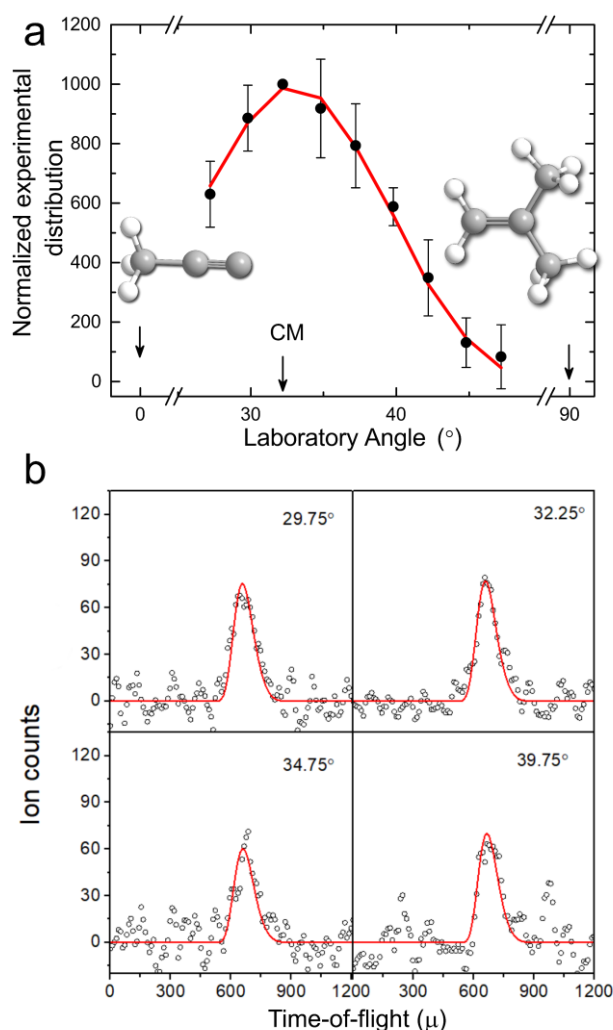 a
1200
1000
800
600
400
200
0
Normalized experimental
distribution
CM
0
30
40
90
Laboratory Angle (°)
b
29.75°
32.25°
120
90
60
30
0
34.75°
39.75°
120
90
60
30
0
Ion counts
0 300 600 900 1200 300 600 900 1200
Time-of-flight (μ)